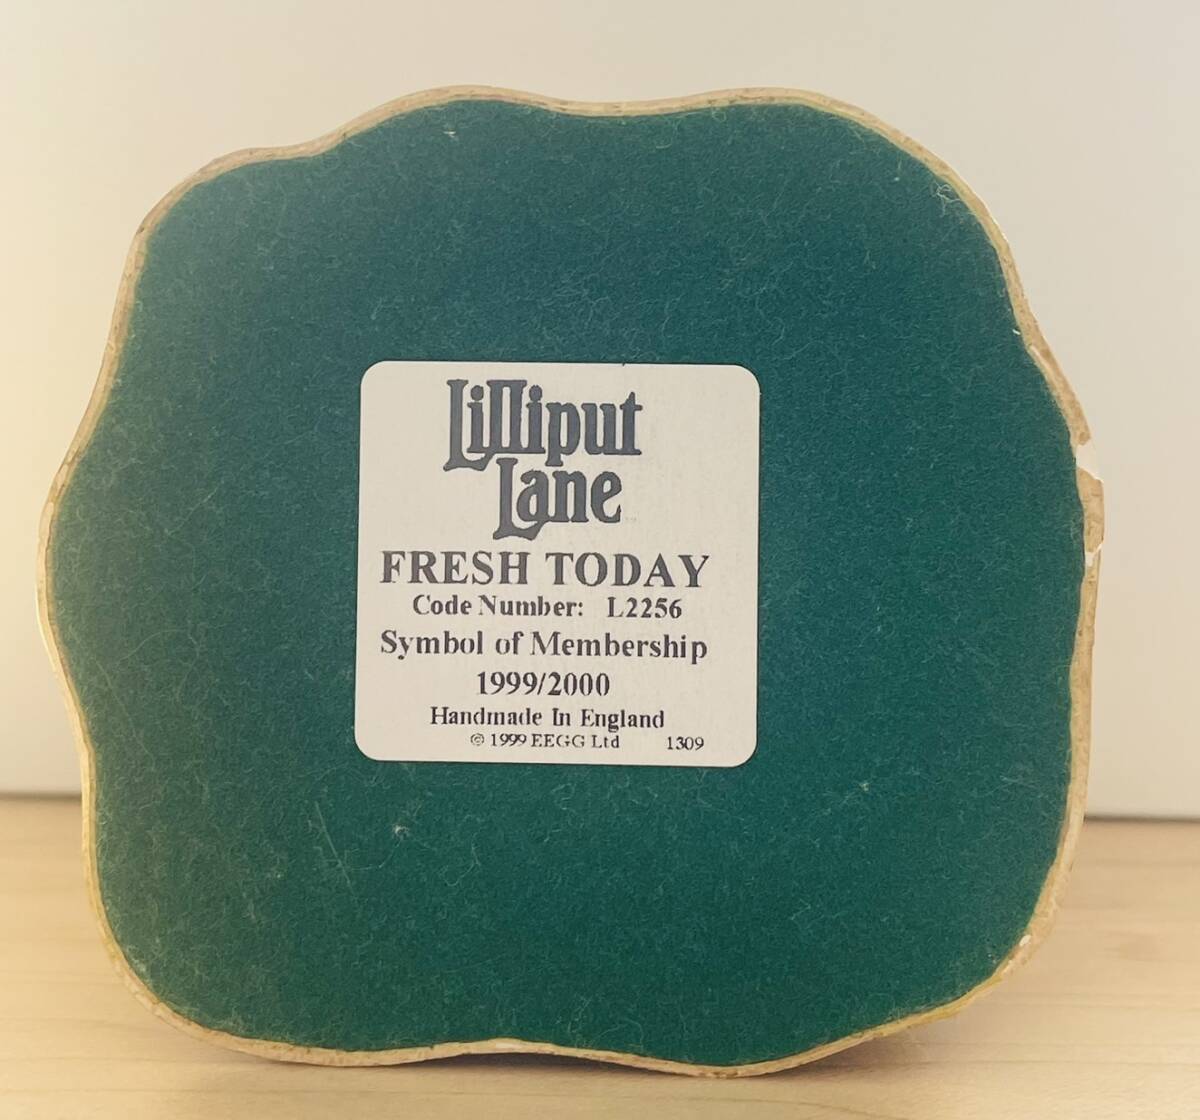 Lilliput
Lane
FRESH TODAY
Code Number: L2256
Symbol of Membership
1999/2000
Handmade In England
© 1999 EEGG Ltd 1309